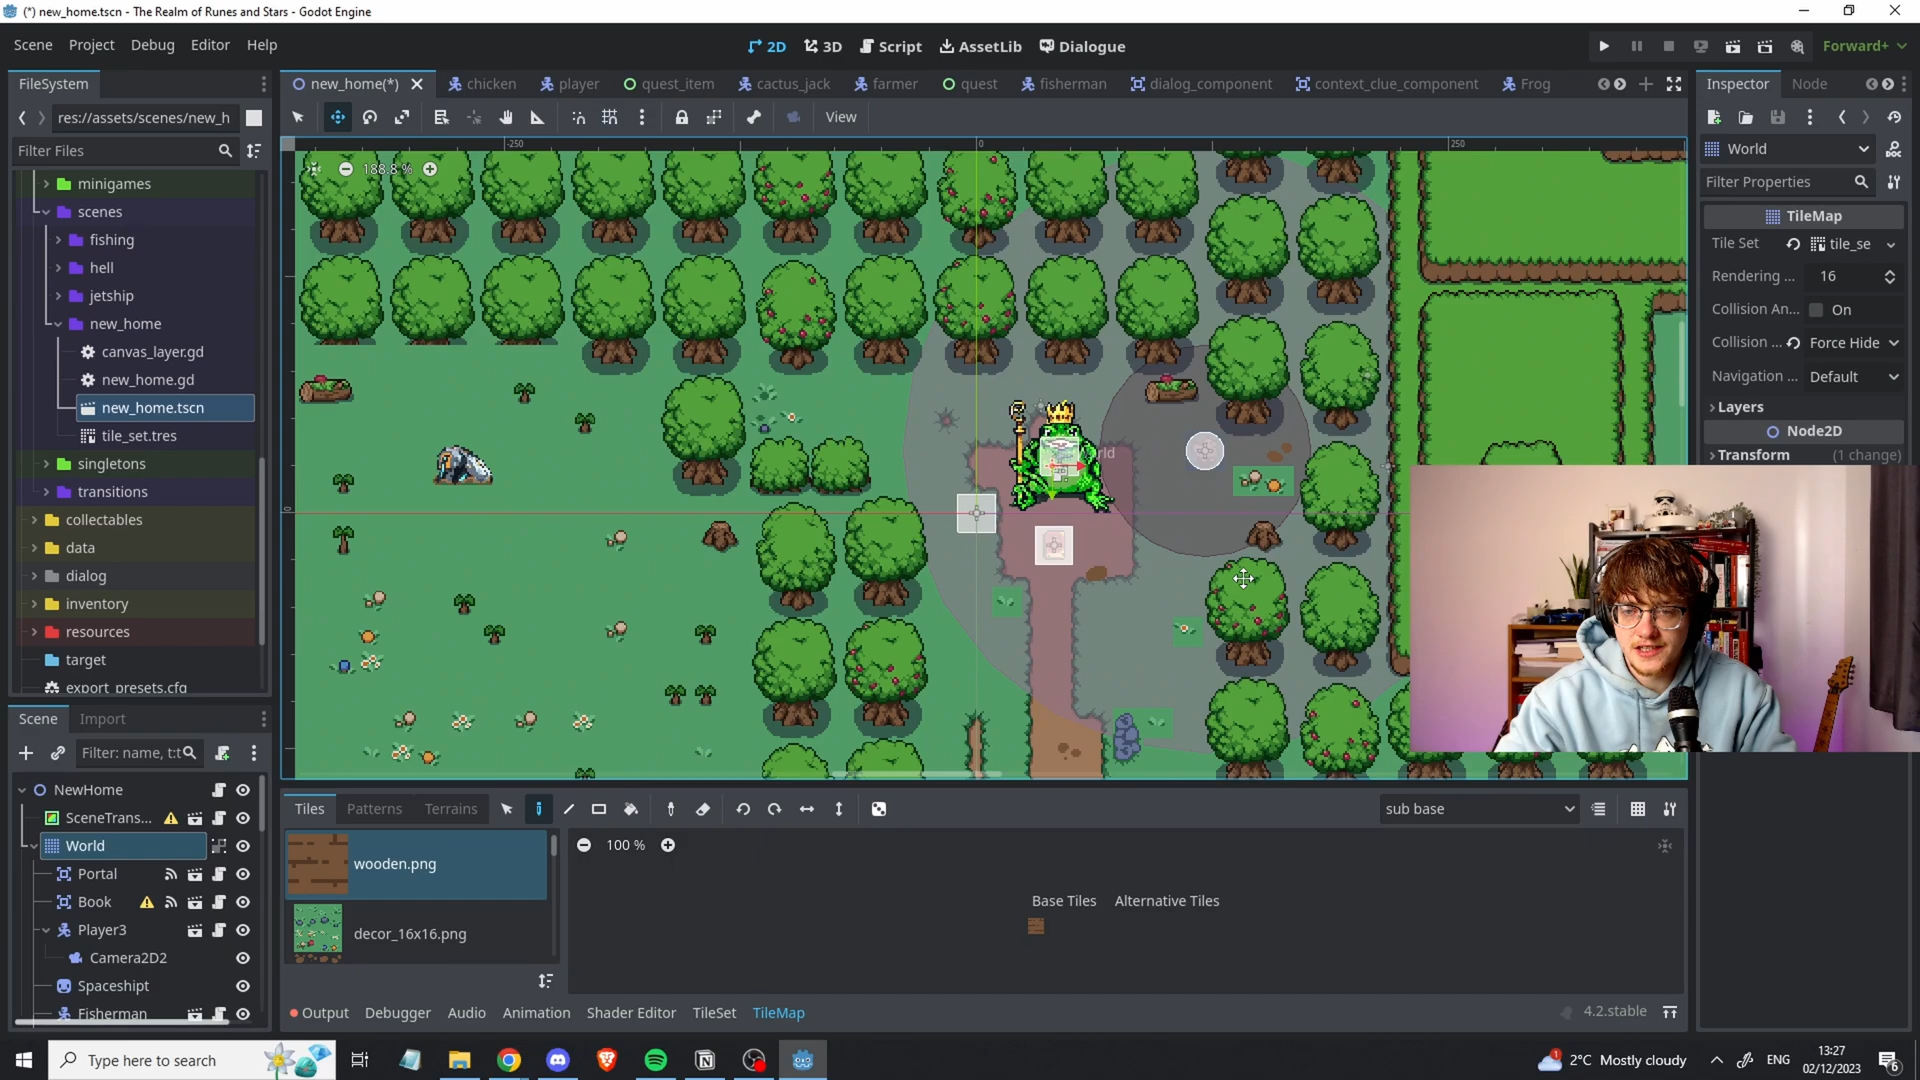 (*) new_home.tscn - The Realm of Runes and Stars - Godot Engine
Scene Project Debug Editor Help
2D 3D Script AssetLib Dialogue
Forward+
FileSystem
new_home(*) chicken player quest_item cactus_jack farmer quest fisherman dialog_component context_clue_component Frog
Inspector Node
res://assets/scenes/new_h
View
Filter Files
World
-250 0 250
188.8 %
Filter Properties
minigames
scenes
TileMap
fishing
Tile Set tile_se
hell
Rendering ... 16
jetship
Collision An... On
new_home
Collision ... Force Hide
canvas_layer.gd
Navigation ... Default
new_home.gd
new_home.tscn
Layers
tile_set.tres
Node2D
singletons
Transform (1 change)
transitions
collectables
0
data
dialog
inventory
resources
target
export_presets.cfg
Scene Import
Filter: name, t:t
NewHome
SceneTrans...
World
Portal
Book
Player3
Camera2D2
Spaceshipt
Fisherman
Tiles Patterns Terrains
sub base
wooden.png
100 %
Base Tiles Alternative Tiles
decor_16x16.png
Output Debugger Audio Animation Shader Editor TileSet TileMap
4.2.stable
Type here to search
1
2°C Mostly cloudy
ENG
13:27
02/12/2023
6